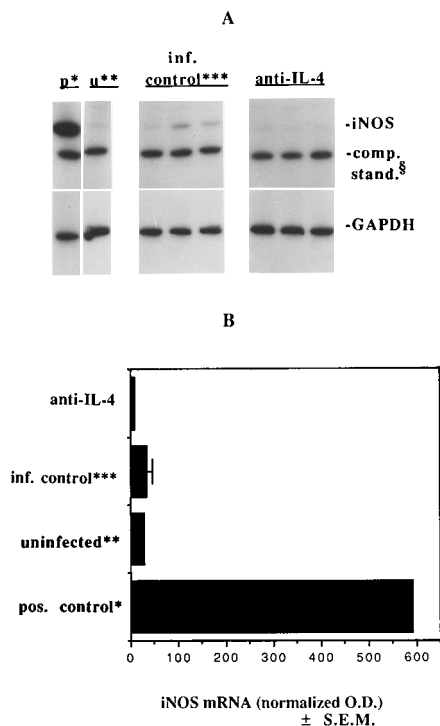 A
inf.
p* u** control*** anti-IL-4
-iNOS
-comp.
stand.§
-GAPDH
B
anti-IL-4
inf. control***
uninfected**
pos. control*
0 100 200 300 400 500 600
iNOS mRNA (normalized O.D.)
± S.E.M.